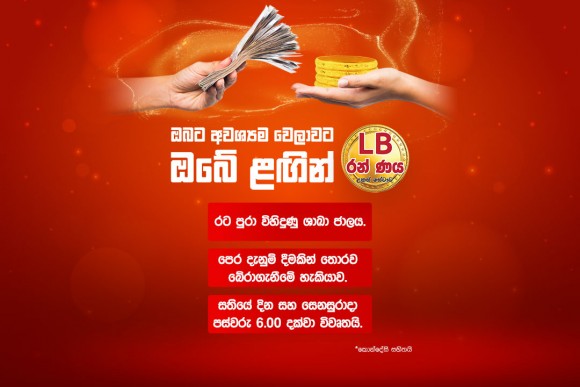 ඔබට අවශ්‍යම වෙලාවට
ඔබේ ළඟින්
LB
රන් ණය
රට පුරා විහිදුණු ශාඛා ජාලය.
පෙර දැනුම් දීමකින් තොරව
බේරාගැනීමේ හැකියාව.
සතියේ දින සහ සෙනසුරාදා
පස්වරු 6.00 දක්වා විවෘතයි.
*කොන්දේසි සහිතයි